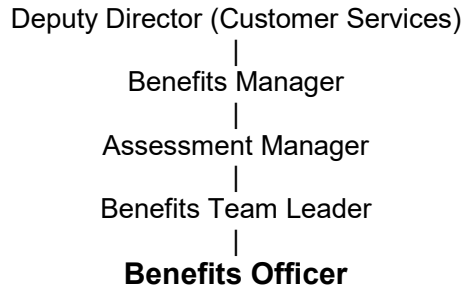 Deputy Director (Customer Services)
|
Benefits Manager
|
Assessment Manager
|
Benefits Team Leader
|
Benefits Officer